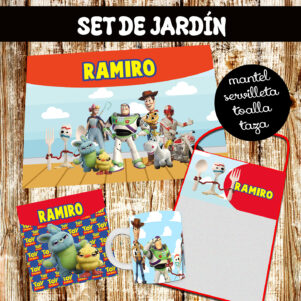 SET DE JARDÍN
RAMIRO
mantel
servilleta
toalla
taza
RAMIRO
RAMIRO